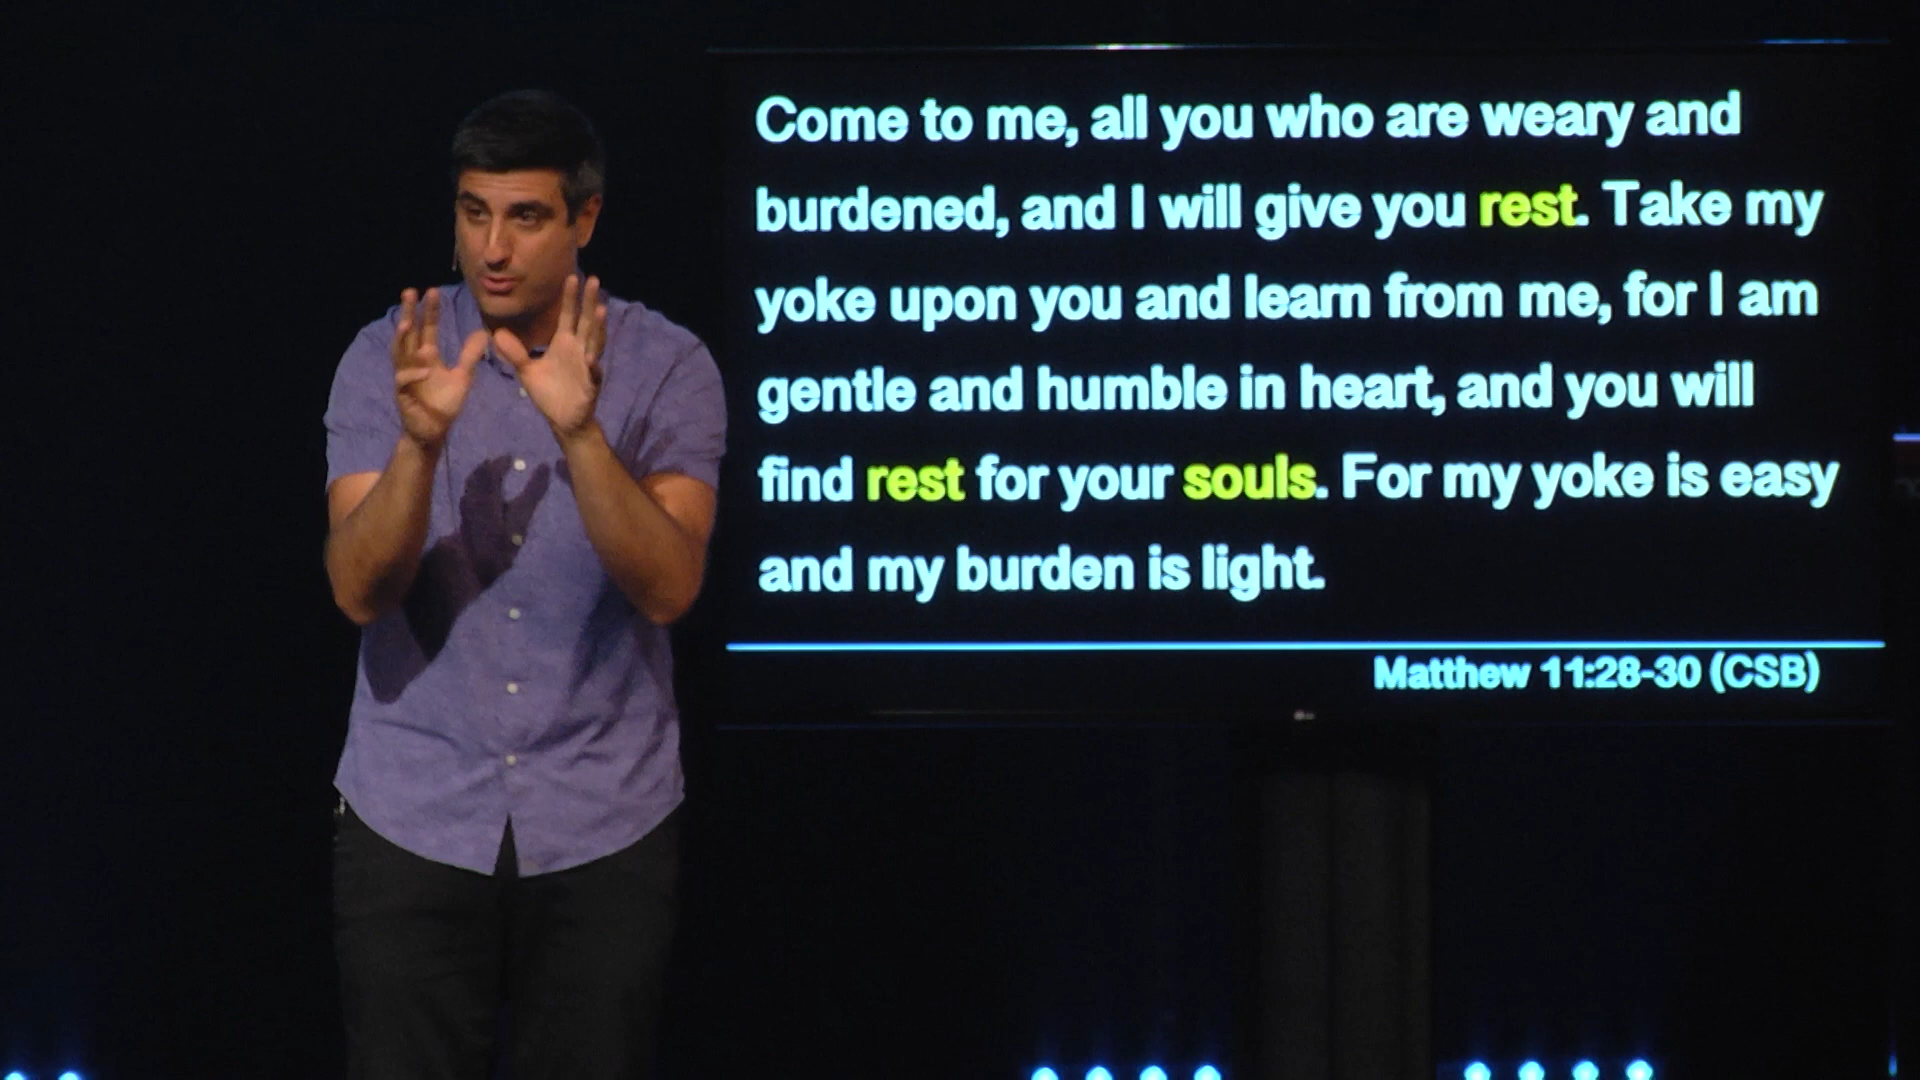 Come to me, all you who are weary and
burdened, and I will give you rest. Take my
yoke upon you and learn from me, for I am
gentle and humble in heart, and you will
find rest for your souls. For my yoke is easy
and my burden is light.
Matthew 11:28-30 (CSB)